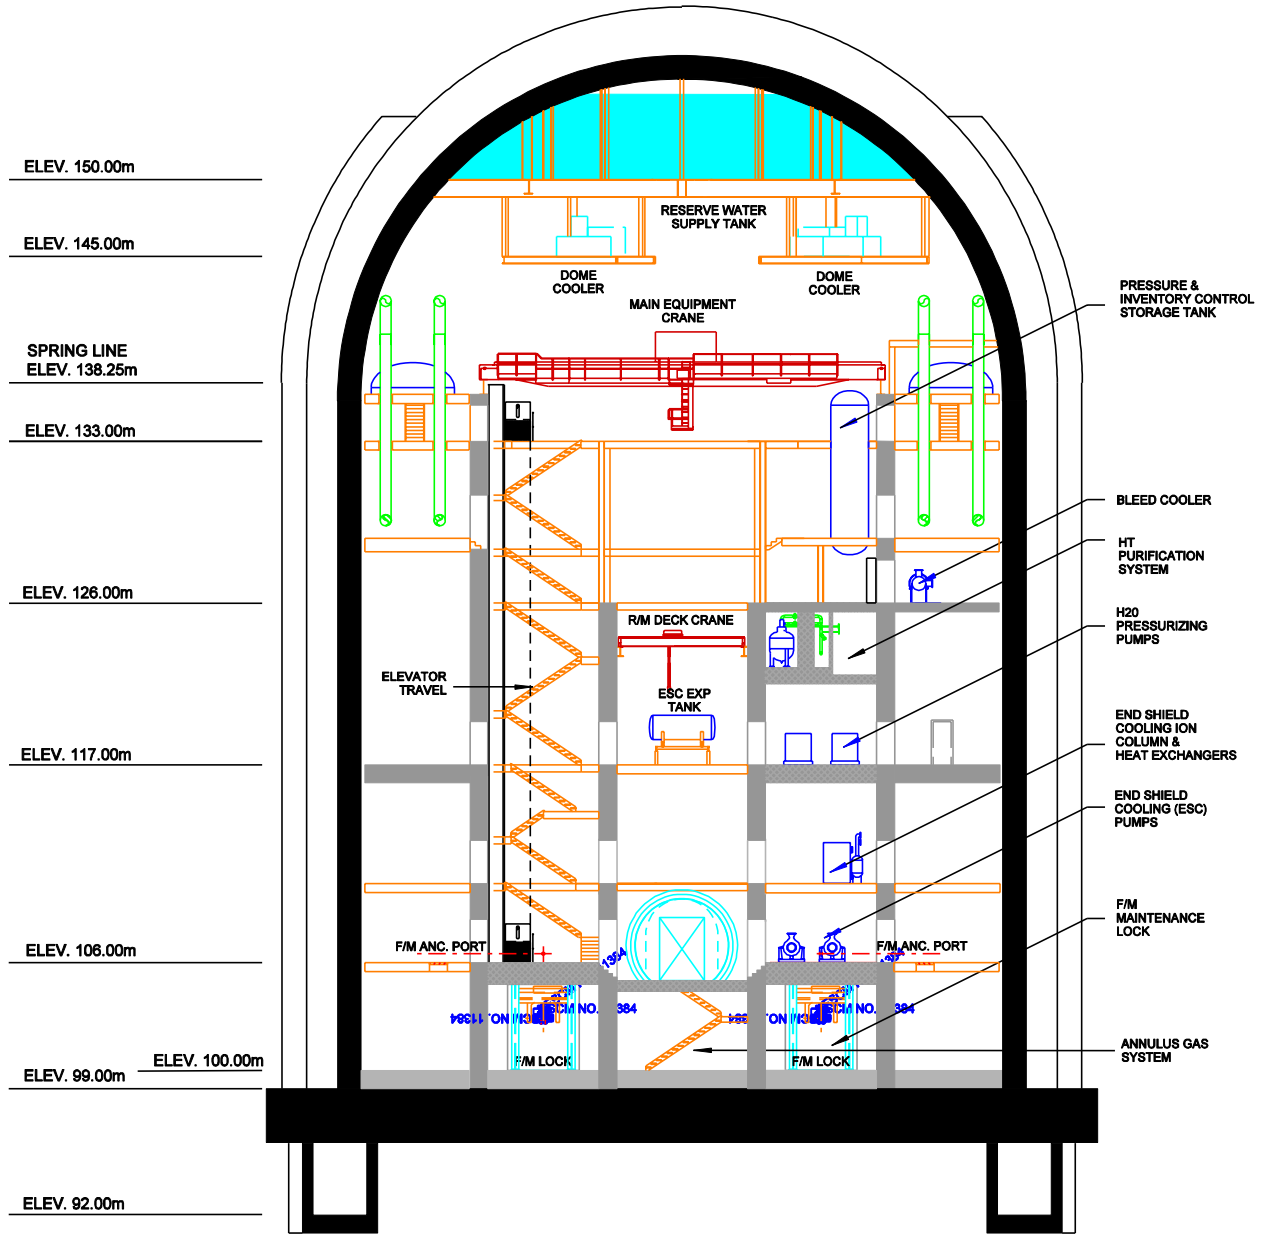 ELEV. 150.00m
RESERVE WATER
SUPPLY TANK
ELEV. 145.00m
DOME
COOLER
DOME
COOLER
PRESSURE &
INVENTORY CONTROL
STORAGE TANK
MAIN EQUIPMENT
CRANE
SPRING LINE
ELEV. 138.25m
ELEV. 133.00m
BLEED COOLER
HT
PURIFICATION
SYSTEM
ELEV. 126.00m
R/M DECK CRANE
H20
PRESSURIZING
PUMPS
ELEVATOR
TRAVEL
ESC EXP
TANK
END SHIELD
COOLING ION
COLUMN &
HEAT EXCHANGERS
ELEV. 117.00m
END SHIELD
COOLING (ESC)
PUMPS
F/M
MAINTENANCE
LOCK
ELEV. 106.00m
F/M ANC. PORT
F/M ANC. PORT
ANNULUS GAS
SYSTEM
F/M LOCK
F/M LOCK
ELEV. 100.00m
ELEV. 99.00m
ELEV. 92.00m